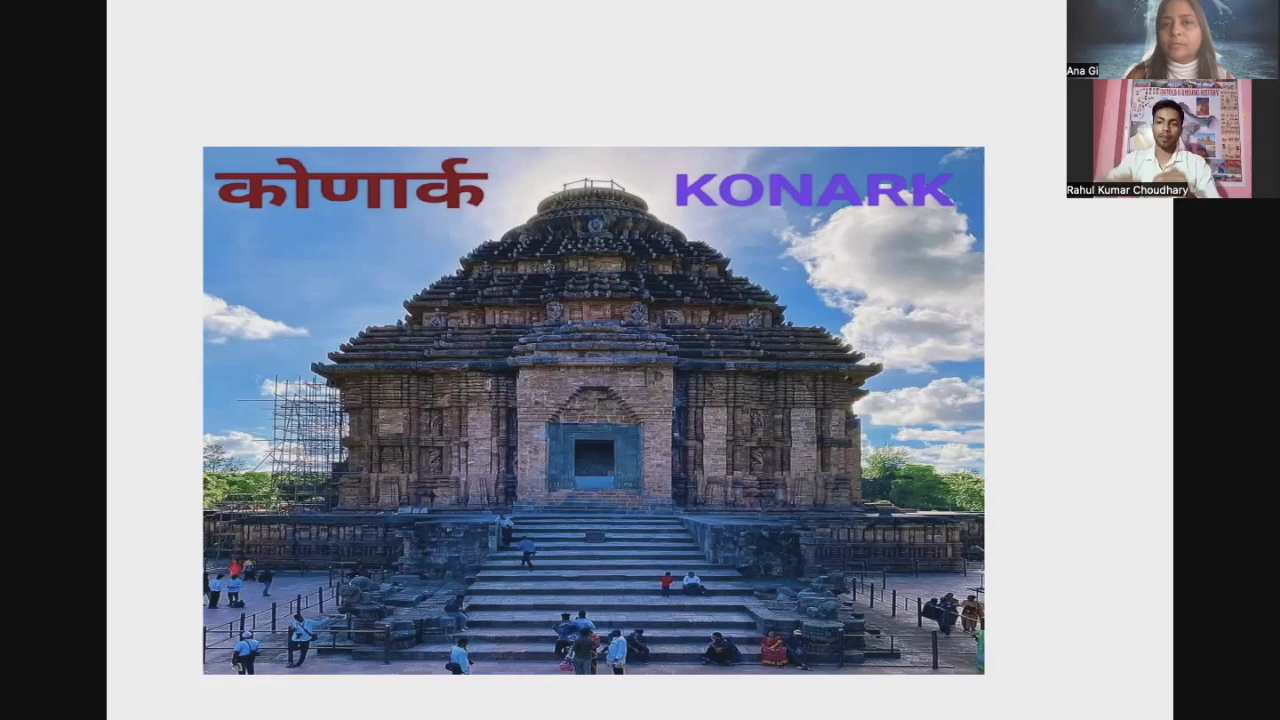 कोणार्क KONARK
Ana Gi
Rahul Kumar Choudhary